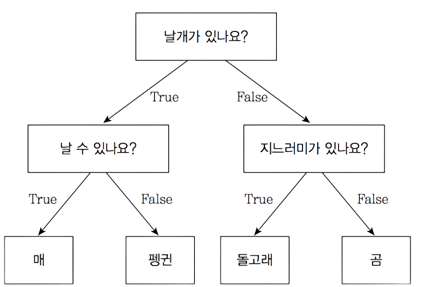 날개가 있나요?
True
False
날 수 있나요?
지느러미가 있나요?
True
False
True
False
매
펭귄
돌고래
곰